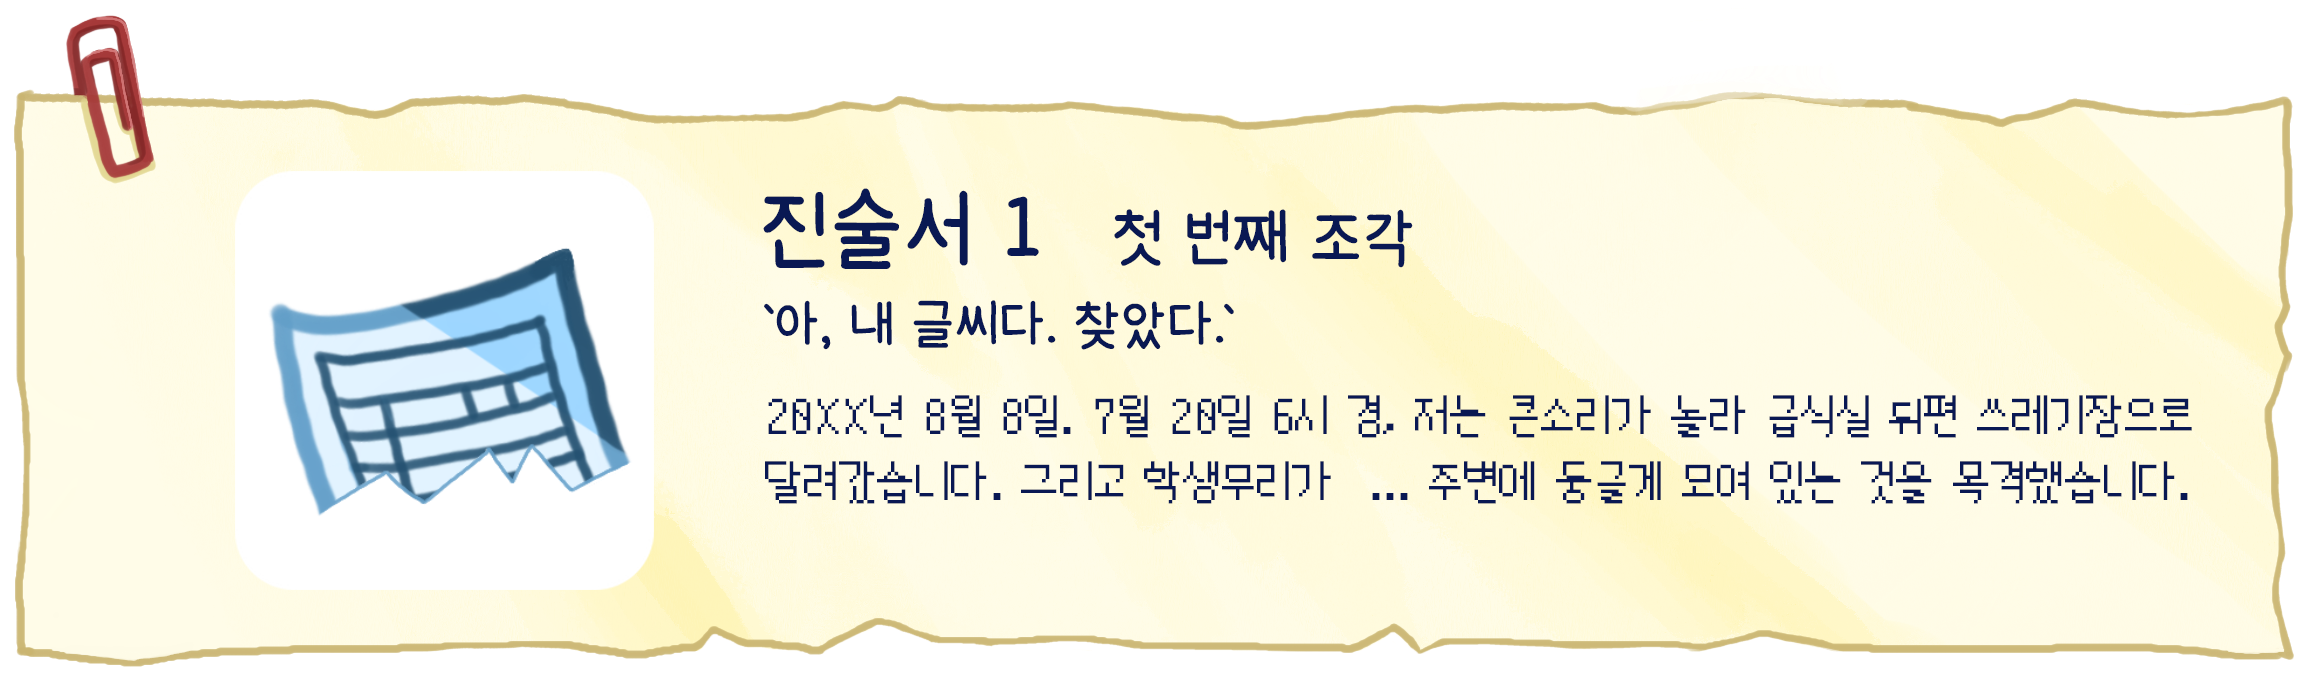 진술서 1 첫 번째 조각
`아, 내 글씨다. 찾았다.`
20XX년 8월 8일. 7월 20일 6시 경. 저는 큰소리가 놀라 급식실 뒤편 쓰레기장으로
달려갔습니다. 그리고 학생무리가 ... 주변에 둥글게 모여 있는 것을 목격했습니다.